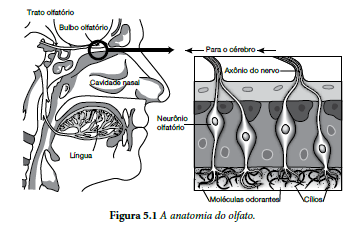 Trato olfatório
Bulbo olfatório
Para o cérebro
Axônio do nervo
Cavidade nasal
Neurônio
olfatório
Língua
Moléculas odorantes
Cílios
Figura 5.1 A anatomia do olfato.